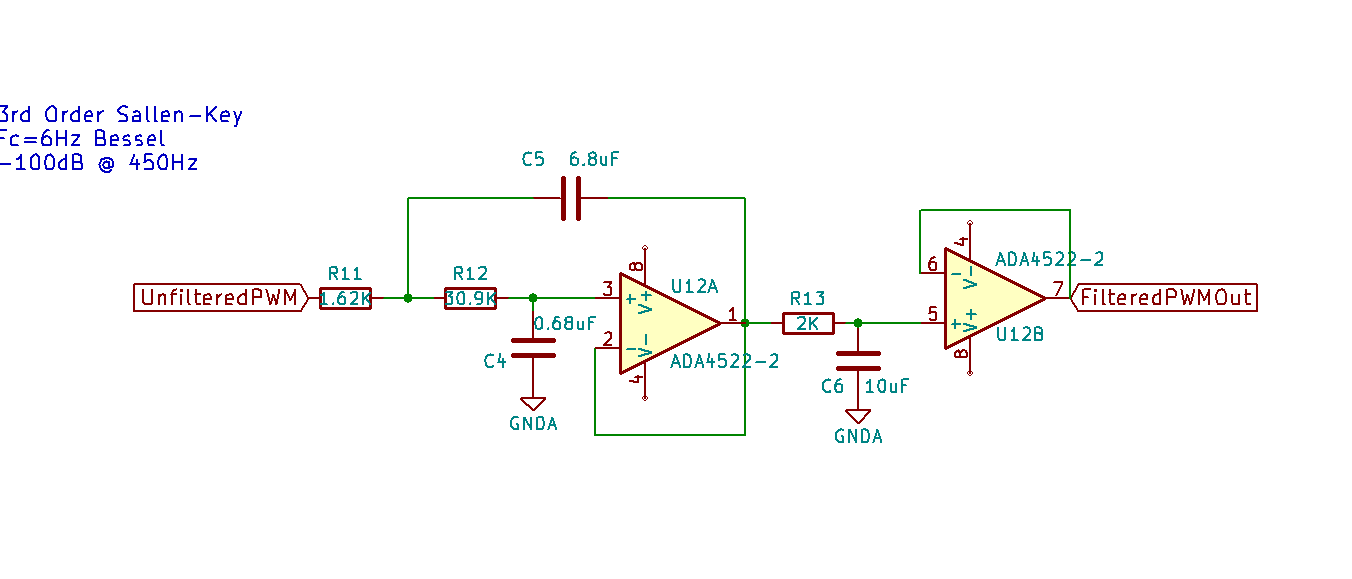 3rd Order Sallen-Key
Fc=6Hz Bessel
-100dB @ 450Hz
C5 6.8uF
UnfilteredPWM
R11
1.62K
R12
30.9K
0.68uF
C4
GNDA
3
2
8
4
1
+
-
V+
V-
U12A
ADA4522-2
R13
2K
C6 10uF
GNDA
6
5
4
8
7
-
+
V-
V+
ADA4522-2
U12B
FilteredPWMOut